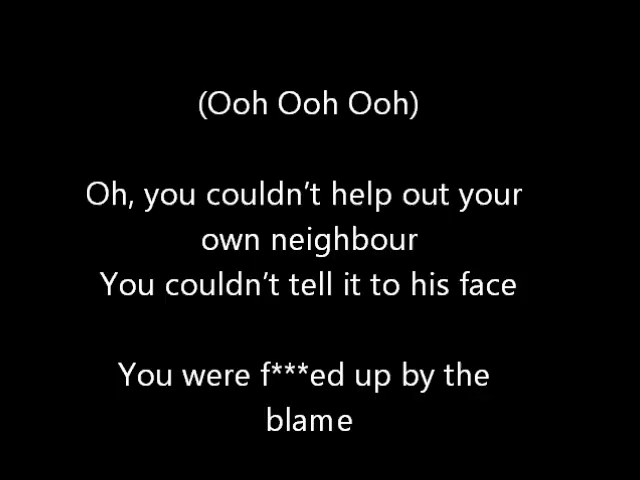 (Ooh Ooh Ooh)
Oh, you couldn’t help out your
own neighbour
You couldn’t tell it to his face
You were f***ed up by the
blame